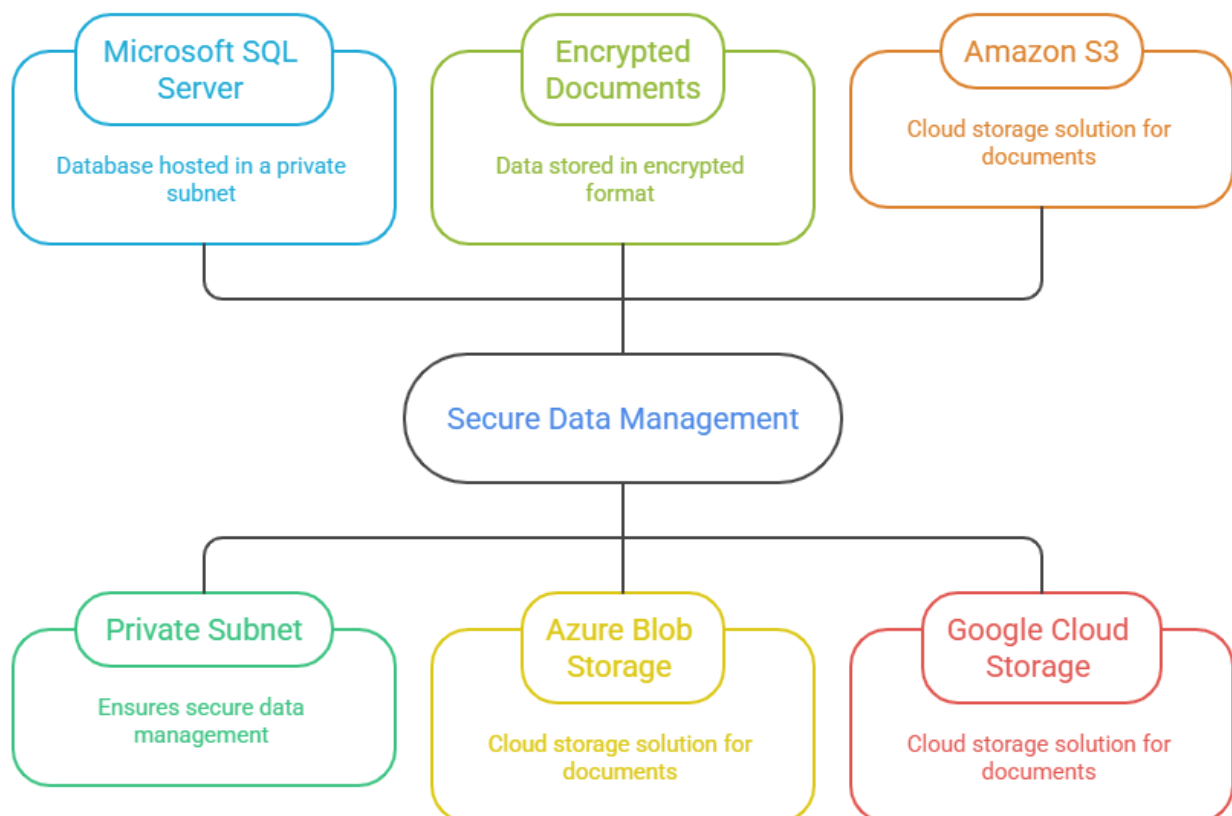 Microsoft SQL
Server
Database hosted in a private
subnet
Encrypted
Documents
Data stored in encrypted
format
Amazon S3
Cloud storage solution for
documents
Secure Data Management
Private Subnet
Ensures secure data
management
Azure Blob
Storage
Cloud storage solution for
documents
Google Cloud
Storage
Cloud storage solution for
documents